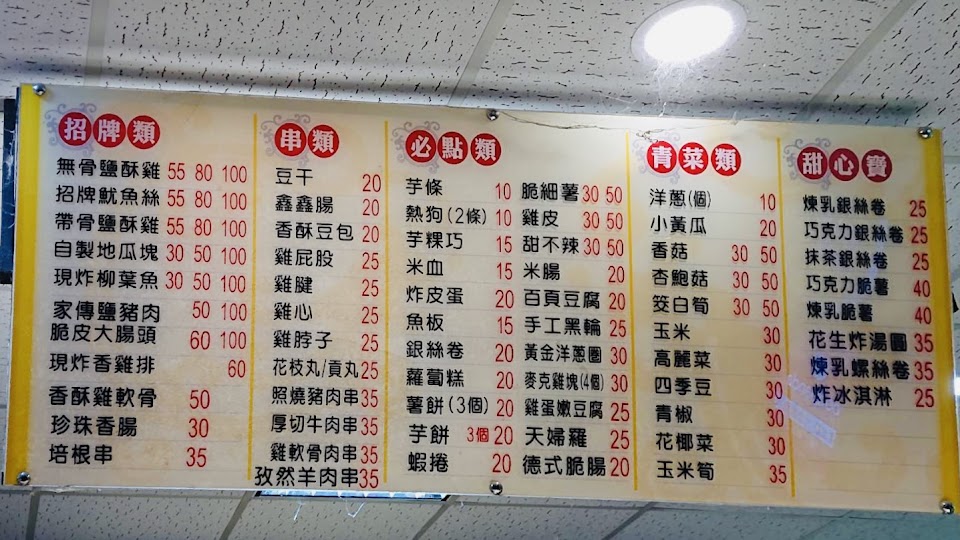 招牌類
無骨鹽酥雞 55 80 100
招牌魷魚絲 55 80 100
帶骨鹽酥雞 55 80 100
自製地瓜塊 30 50 100
現炸柳葉魚 30 50 100
家傳鹽豬肉 50 100
脆皮大腸頭 60 100
現炸香雞排 60
香酥雞軟骨 50
珍珠香腸 30
培根串 35
串類
豆干 20
鑫鑫腸 20
香酥豆包 20
雞屁股 25
雞腱 25
雞心 25
雞脖子 25
花枝丸/貢丸 25
照燒豬肉串 35
厚切牛肉串 35
雞軟骨肉串 35
孜然羊肉串 35
必點類
芋條 10
熱狗(2條) 10
芋粿巧 15
米血 15
炸皮蛋 20
魚板 15
銀絲卷 20
蘿蔔糕 20
薯餅(3個) 20
芋餅 3個 20
蝦捲 20
脆細薯 30 50
雞皮 30 50
甜不辣 30 50
米腸 20
百頁豆腐 20
手工黑輪 25
黃金洋蔥圈 30
麥克雞塊(4個) 30
雞蛋嫩豆腐 25
天婦羅 25
德式脆腸 20
青菜類
洋蔥(個) 10
小黃瓜 20
香菇 30 50
杏鮑菇 30 50
筊白筍 30 50
玉米 30
高麗菜 30
四季豆 30
青椒 30
花椰菜 30
玉米筍 35
甜心寶
煉乳銀絲卷 25
巧克力銀絲卷 25
抹茶銀絲卷 25
巧克力脆薯 40
煉乳脆薯 40
花生炸湯圓 35
煉乳螺絲卷 35
炸冰淇淋 25